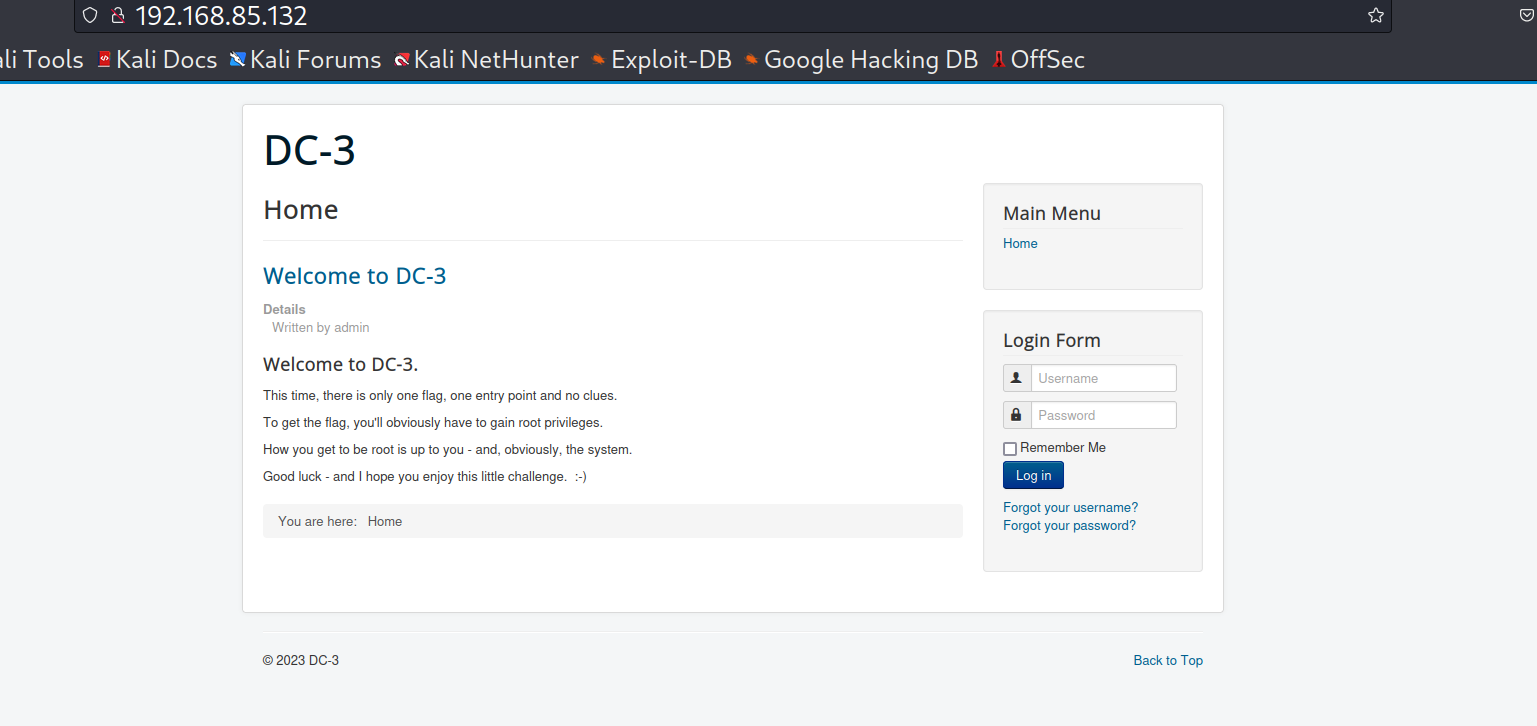 192.168.85.132
ali Tools Kali Docs Kali Forums Kali NetHunter Exploit-DB Google Hacking DB OffSec
DC-3
Home
Welcome to DC-3
Details
Written by admin
Welcome to DC-3.
This time, there is only one flag, one entry point and no clues.
To get the flag, you'll obviously have to gain root privileges.
How you get to be root is up to you - and, obviously, the system.
Good luck - and I hope you enjoy this little challenge.  :-)
You are here: Home
Main Menu
Home
Login Form
Username
Password
Remember Me
Log in
Forgot your username?
Forgot your password?
© 2023 DC-3
Back to Top